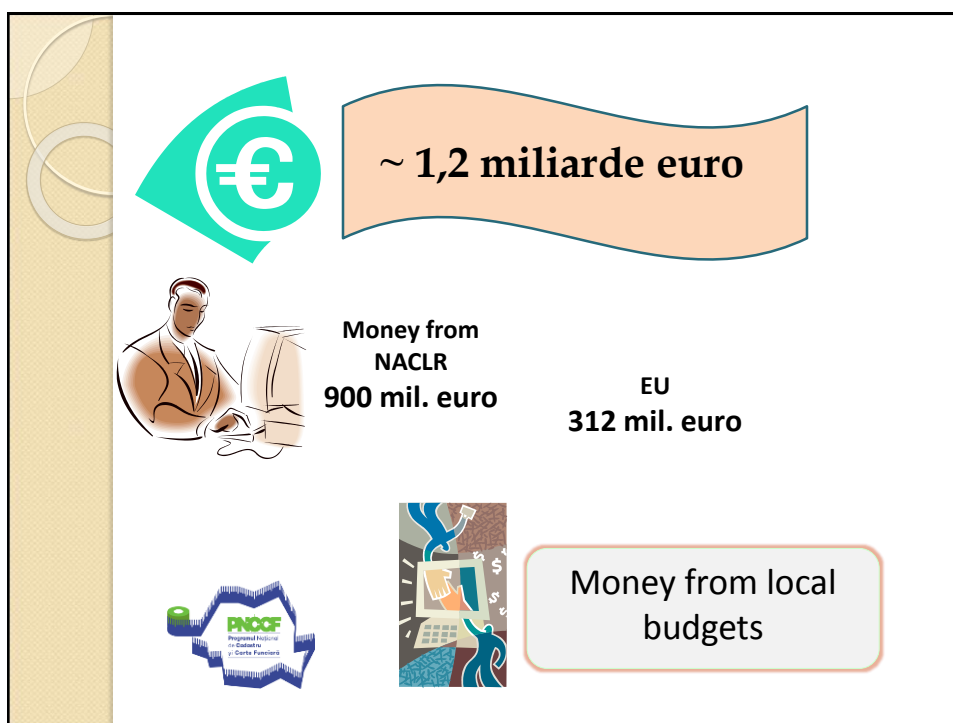 ~ 1,2 miliarde euro
Money from
NACLR
900 mil. euro
EU
312 mil. euro
PNCCF
Programul Național
de Cadastru
și Carte Funciară
Money from local
budgets